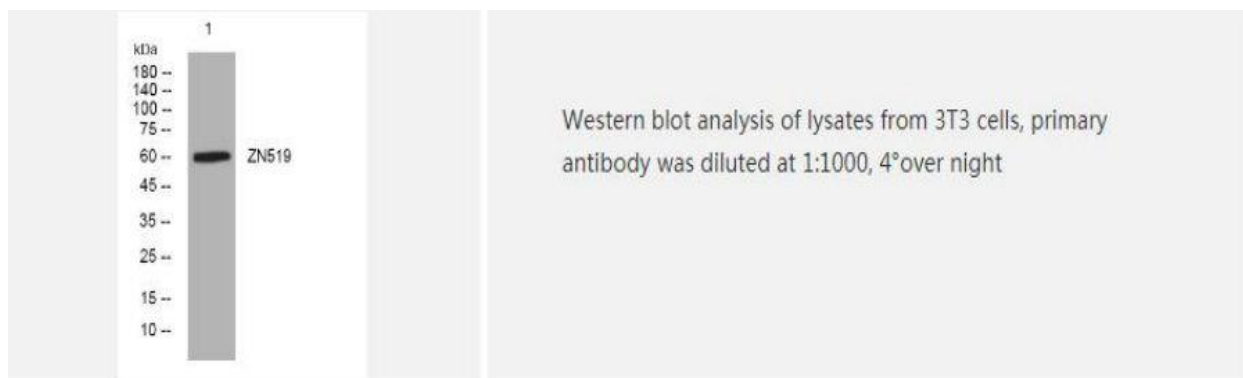 1
kDa
180 --
140 --
100 --
75 --
60 -- ZN519
45 --
35 --
25 --
15 --
10 --
Western blot analysis of lysates from 3T3 cells, primary
antibody was diluted at 1:1000, 4°over night